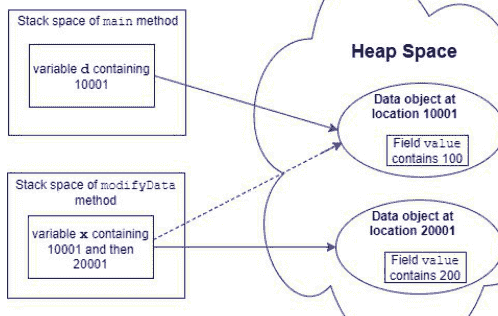 Stack space of main method
variable d containing
10001
Heap Space
Data object at
location 10001
Field value
contains 100
Stack space of modifyData
method
variable x containing
10001 and then
20001
Data object at
location 20001
Field value
contains 200